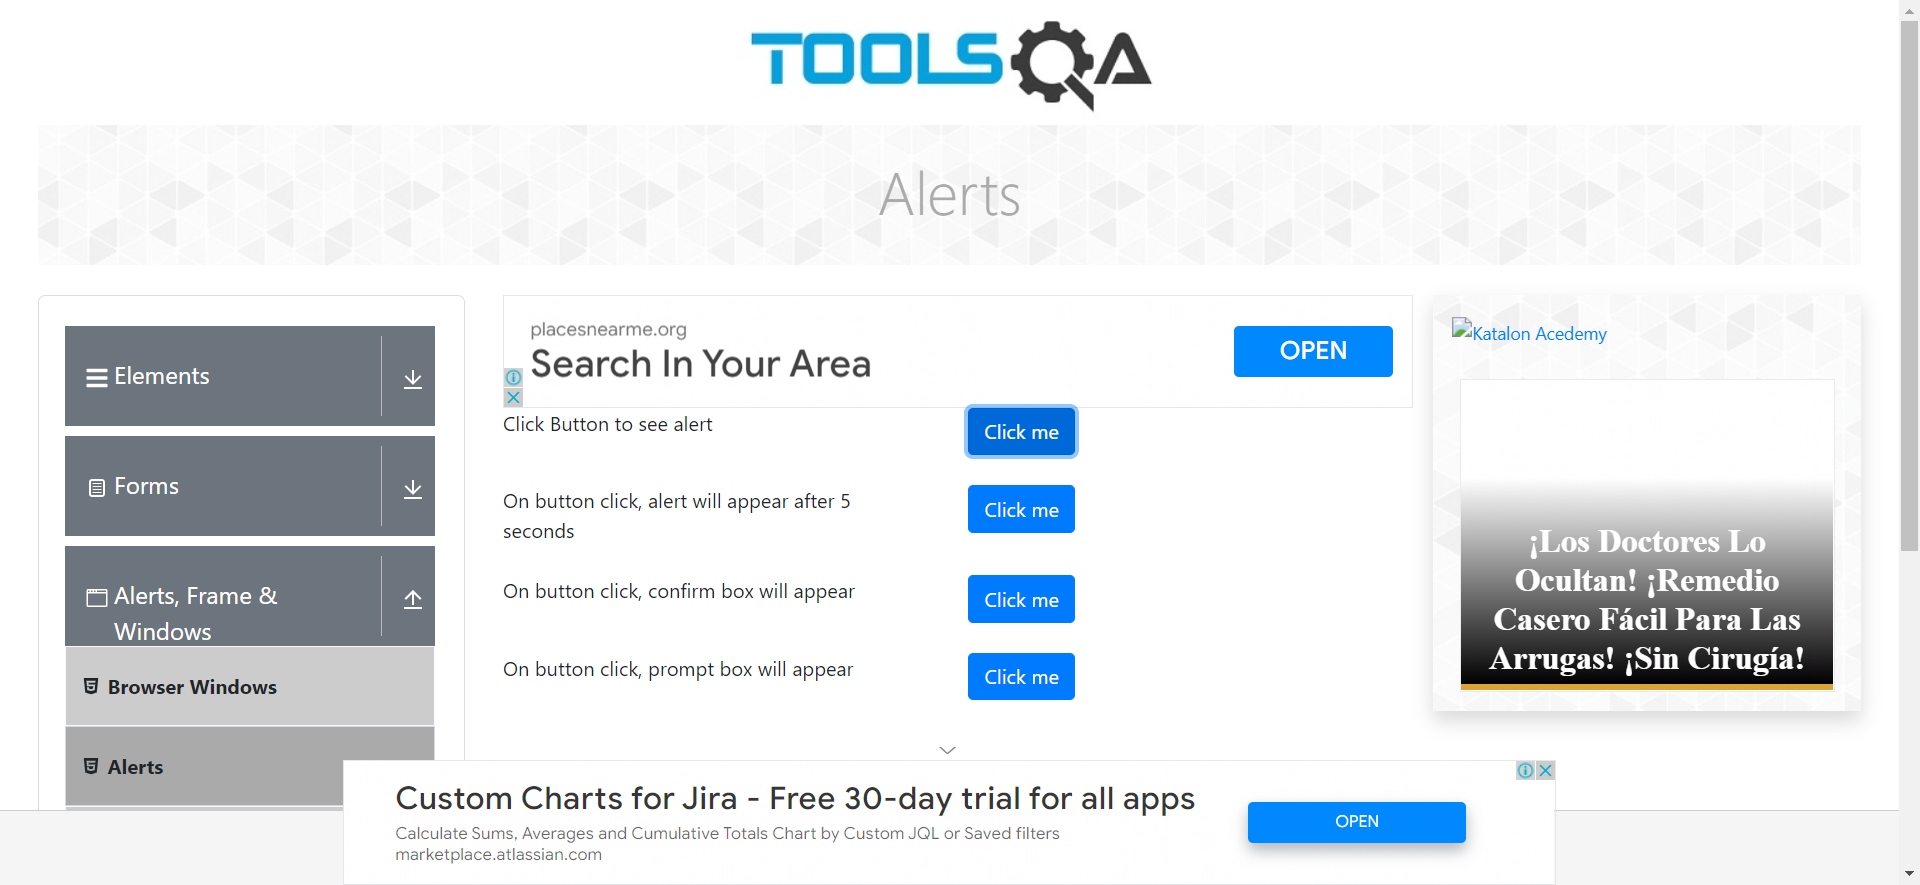 TOOLSQA
Alerts
Elements
Forms
Alerts, Frame &
Windows
Browser Windows
Alerts
placesnearme.org
Search In Your Area
OPEN
Click Button to see alert
Click me
On button click, alert will appear after 5
seconds
Click me
On button click, confirm box will appear
Click me
On button click, prompt box will appear
Click me
Katalon Acedemy
¡Los Doctores Lo
Ocultan! ¡Remedio
Casero Fácil Para Las
Arrugas! ¡Sin Cirugía!
Custom Charts for Jira - Free 30-day trial for all apps
Calculate Sums, Averages and Cumulative Totals Chart by Custom JQL or Saved filters
marketplace.atlassian.com
OPEN